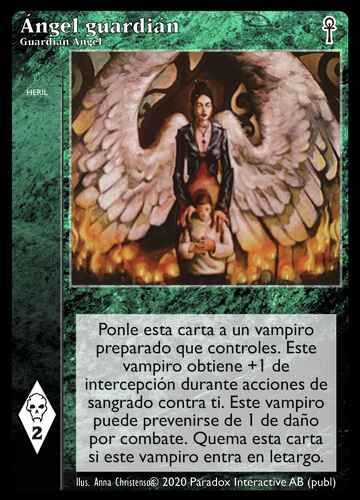 Ángel guardián
Guardian Angel
HERIL
Ponle esta carta a un vampiro
preparado que controles. Este
vampiro obtiene +1 de
intercepción durante acciones de
sangrado contra ti. Este vampiro
puede prevenirse de 1 de daño
por combate. Quema esta carta
si este vampiro entra en letargo.
2
Ilus. Anna Christenson
© 2020 Paradox Interactive AB (publ)